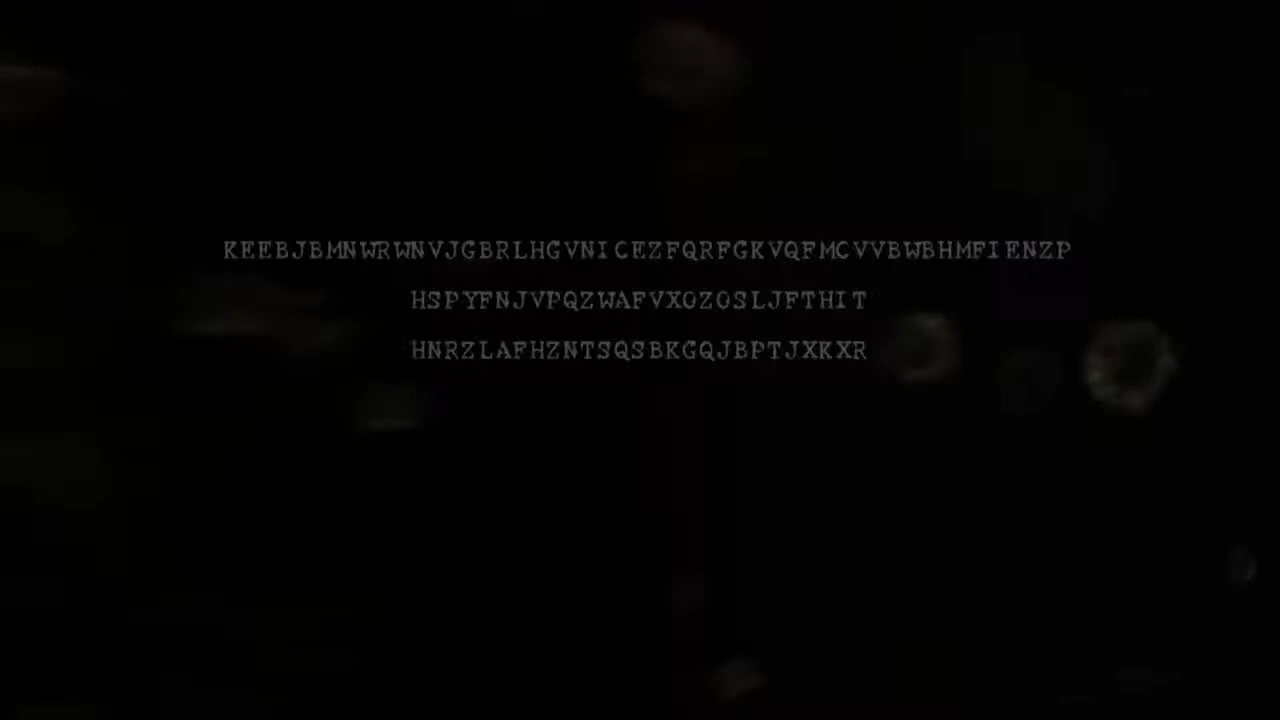 KEEBJBMNWRWNVJGBRLHGVNICEZFQRFGKVQFMCVVBWBHMFIENZP
HSPYFNJVPQZWAFVXOZOSLJFTHIT
HNRZLAFHZNTSQSBKGQJBPTJXKXR